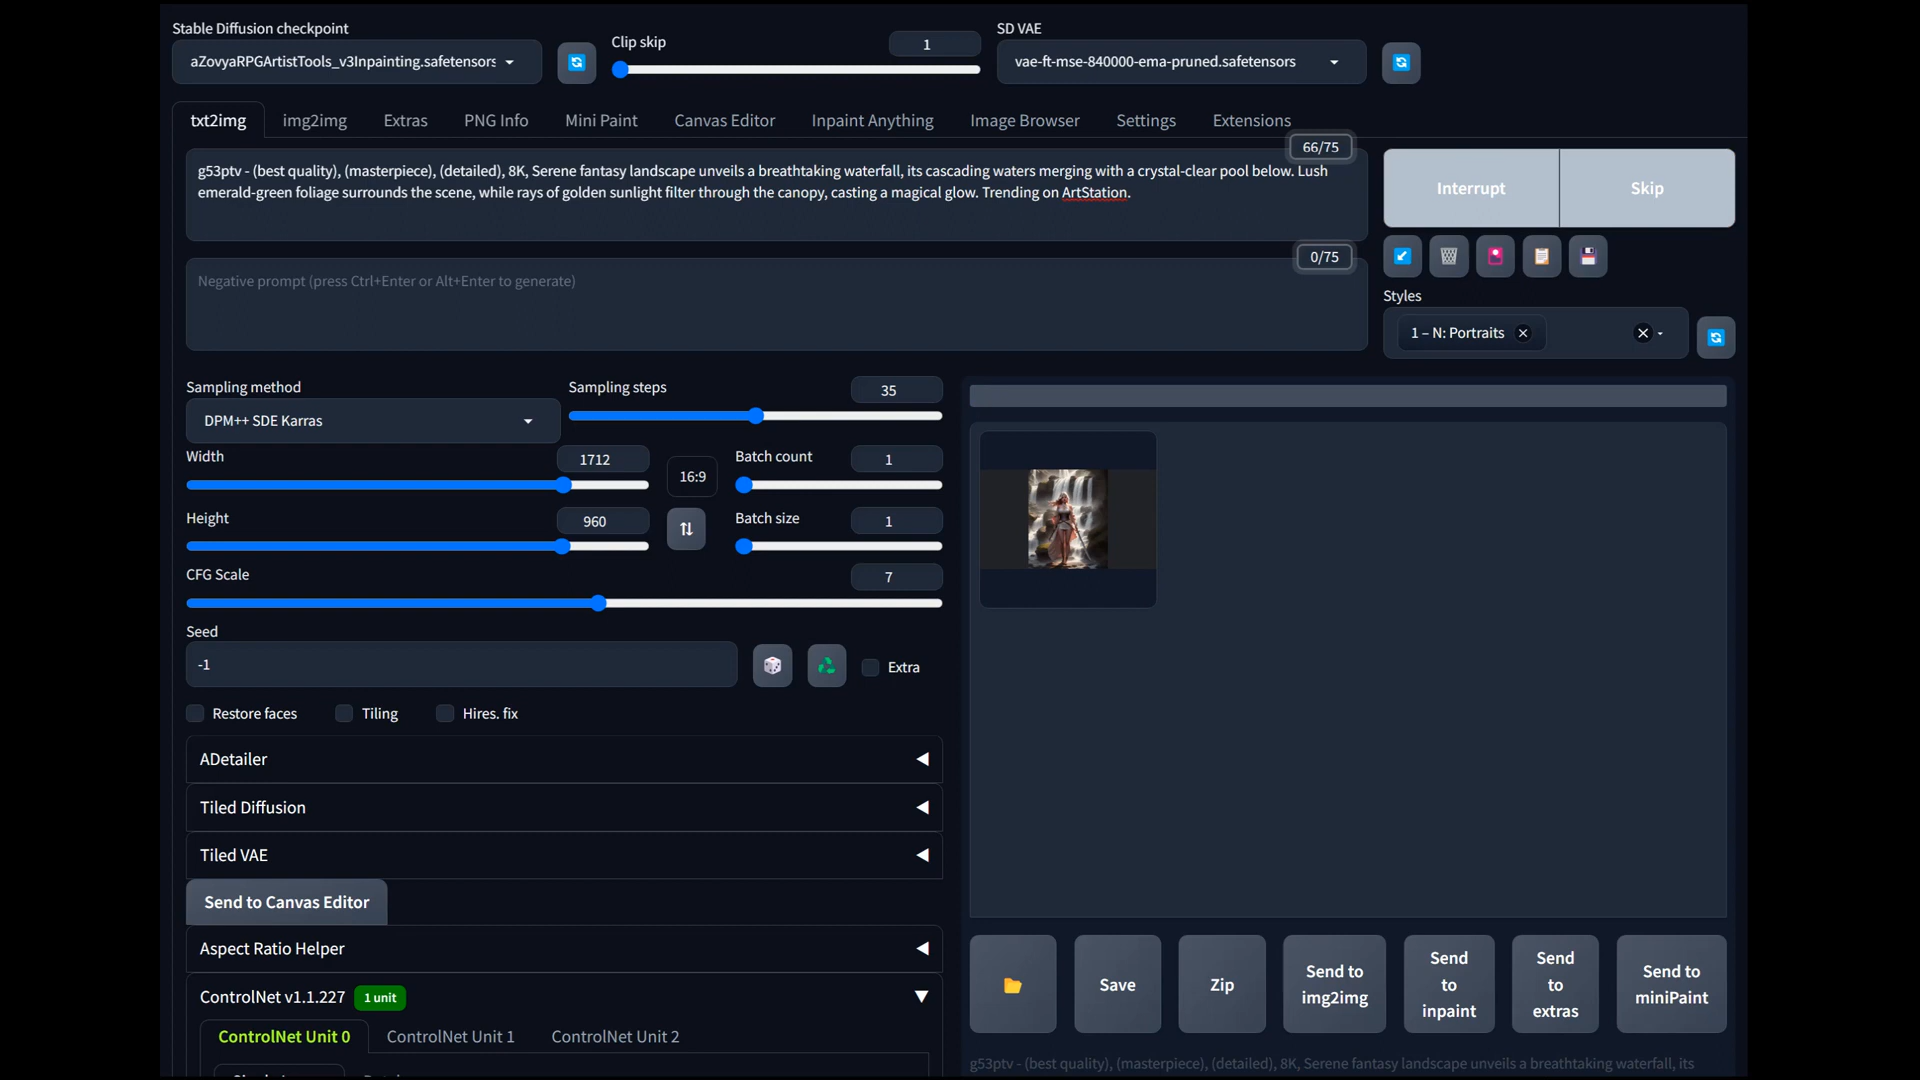 Stable Diffusion checkpoint
aZovyaRPGArtistTools_v3Inpainting.safetensors
Clip skip
1
SD VAE
vae-ft-mse-840000-ema-pruned.safetensors
txt2img img2img Extras PNG Info Mini Paint Canvas Editor Inpaint Anything Image Browser Settings Extensions
66/75
g53ptv - (best quality), (masterpiece), (detailed), 8K, Serene fantasy landscape unveils a breathtaking waterfall, its cascading waters merging with a crystal-clear pool below. Lush
emerald-green foliage surrounds the scene, while rays of golden sunlight filter through the canopy, casting a magical glow. Trending on ArtStation.
Interrupt Skip
0/75
Negative prompt (press Ctrl+Enter or Alt+Enter to generate)
Styles
1 – N: Portraits
Sampling method
DPM++ SDE Karras
Sampling steps
35
Width
1712
16:9
Batch count
1
Height
960
Batch size
1
CFG Scale
7
Seed
-1
Extra
Restore faces Tiling Hires. fix
ADetailer
Tiled Diffusion
Tiled VAE
Send to Canvas Editor
Aspect Ratio Helper
ControlNet v1.1.227 1 unit
ControlNet Unit 0 ControlNet Unit 1 ControlNet Unit 2
Save
Zip
Send to
img2img
Send
to
inpaint
Send
to
extras
Send to
miniPaint
g53ptv - (best quality), (masterpiece), (detailed), 8K, Serene fantasy landscape unveils a breathtaking waterfall, its